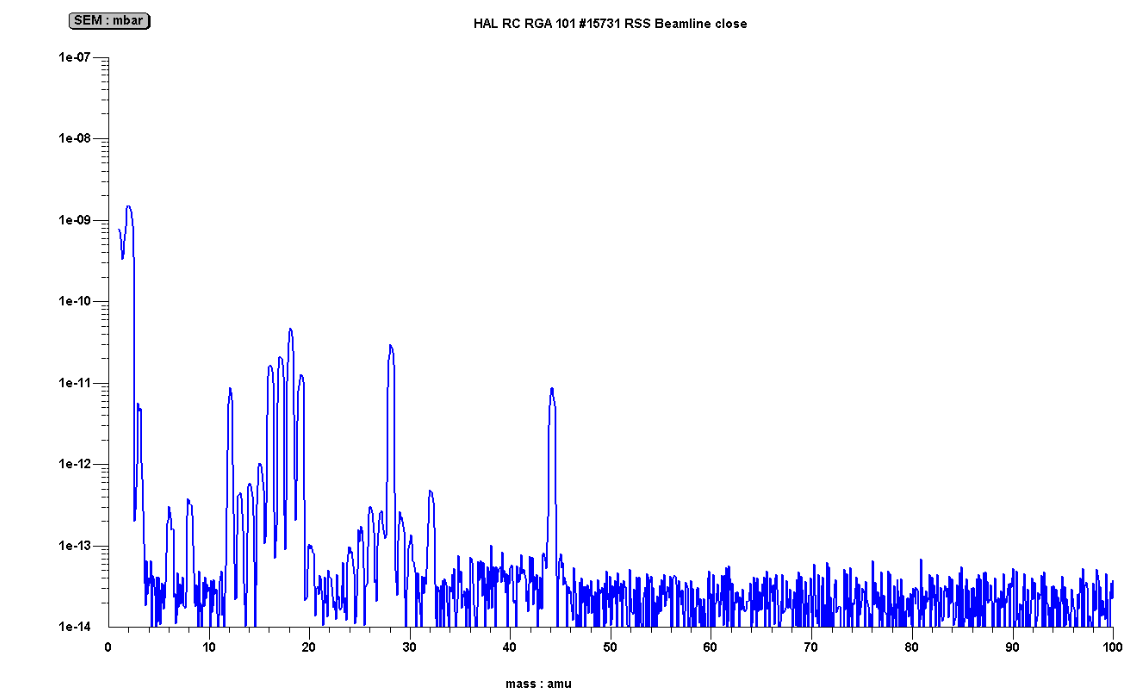 SEM : mbar
HAL RC RGA 101 #15731 RSS Beamline close
1e-07
1e-08
1e-09
1e-10
1e-11
1e-12
1e-13
1e-14
0 10 20 30 40 50 60 70 80 90 100
mass : amu